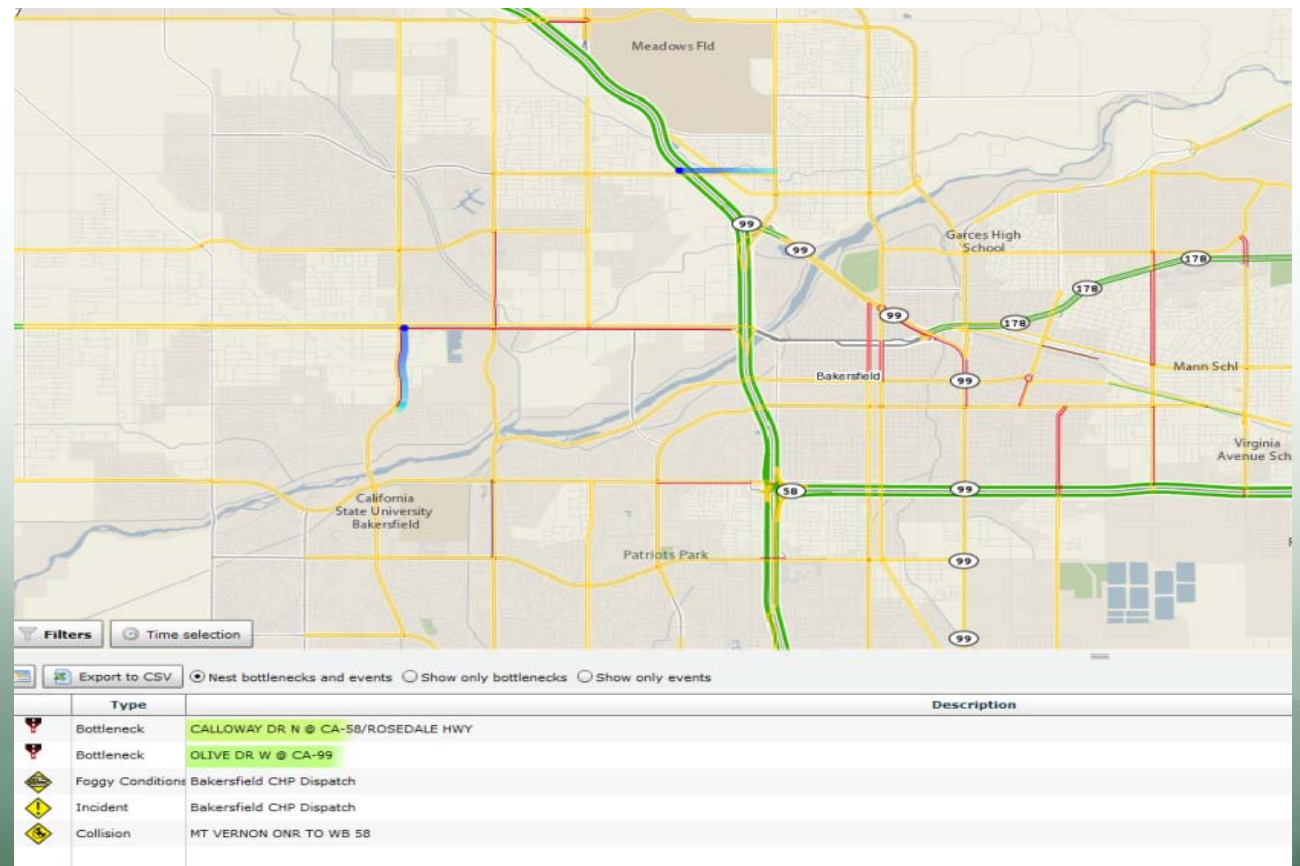 Meadows Fld
99
99
Garces High
School
178
178
99
178
Bakersfield
99
Mann Schl
Virginia
Avenue Sch
58
99
California
State University
Bakersfield
Patriots Park
99
99
Filters
Time selection
Export to CSV
Nest bottlenecks and events
Show only bottlenecks
Show only events
Type
Description
Bottleneck
CALLOWAY DR N @ CA-58/ROSEDALE HWY
Bottleneck
OLIVE DR W @ CA-99
Foggy Conditions
Bakersfield CHP Dispatch
Incident
Bakersfield CHP Dispatch
Collision
MT VERNON ONR TO WB 58